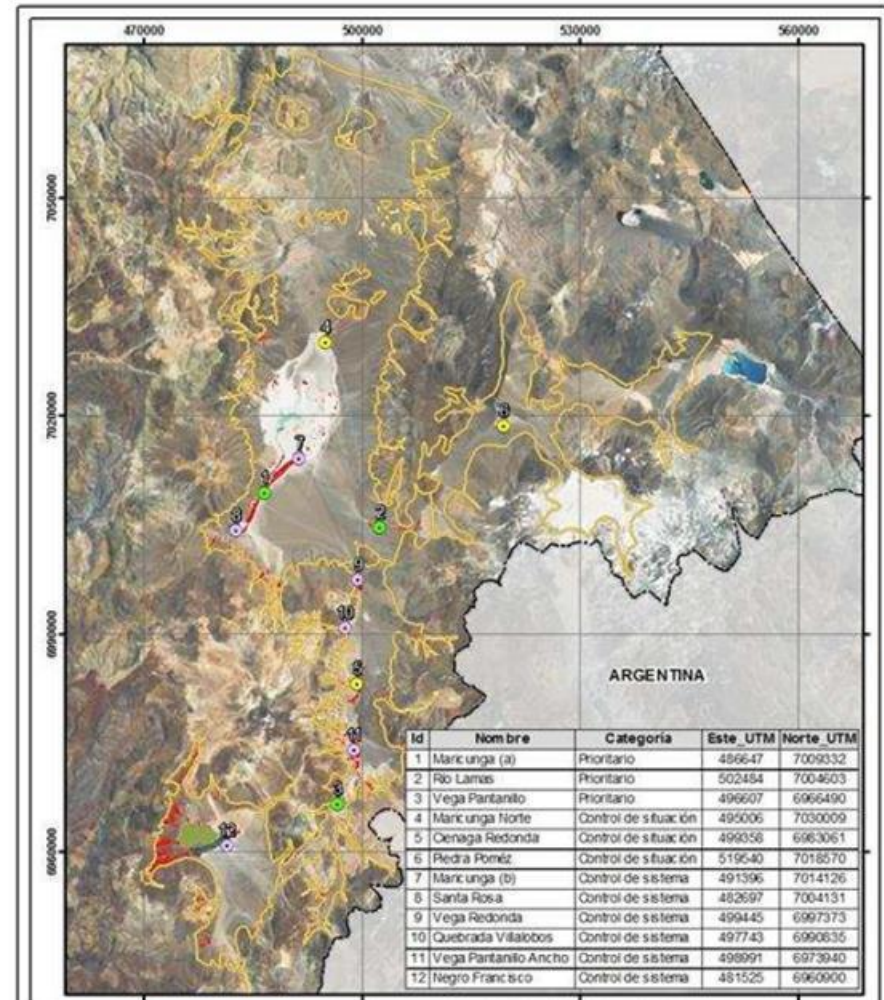 470000 500000 530000 560000
7050000
4
7020000
6
7
1
2
8
9
10
6990000
5
ARGENTINA
11
3
12
6960000
Id Nombre Categoría Este_UTM Norte_UTM
1 Maricunga (a) Prioritario 486647 7009332
2 Río Lamas Prioritario 502484 7004603
3 Vega Pantanillo Prioritario 496607 6966490
4 Maricunga Norte Control de situación 495006 7030009
5 Cienaga Redonda Control de situación 499358 6983061
6 Piedra Poméz Control de situación 519540 7018570
7 Maricunga (b) Control de sistema 491396 7014126
8 Santa Rosa Control de sistema 482697 7004131
9 Vega Redonda Control de sistema 499445 6997373
10 Quebrada Villalobos Control de sistema 497743 6990835
11 Vega Pantanillo Ancho Control de sistema 498991 6973940
12 Negro Francisco Control de sistema 481525 6960900